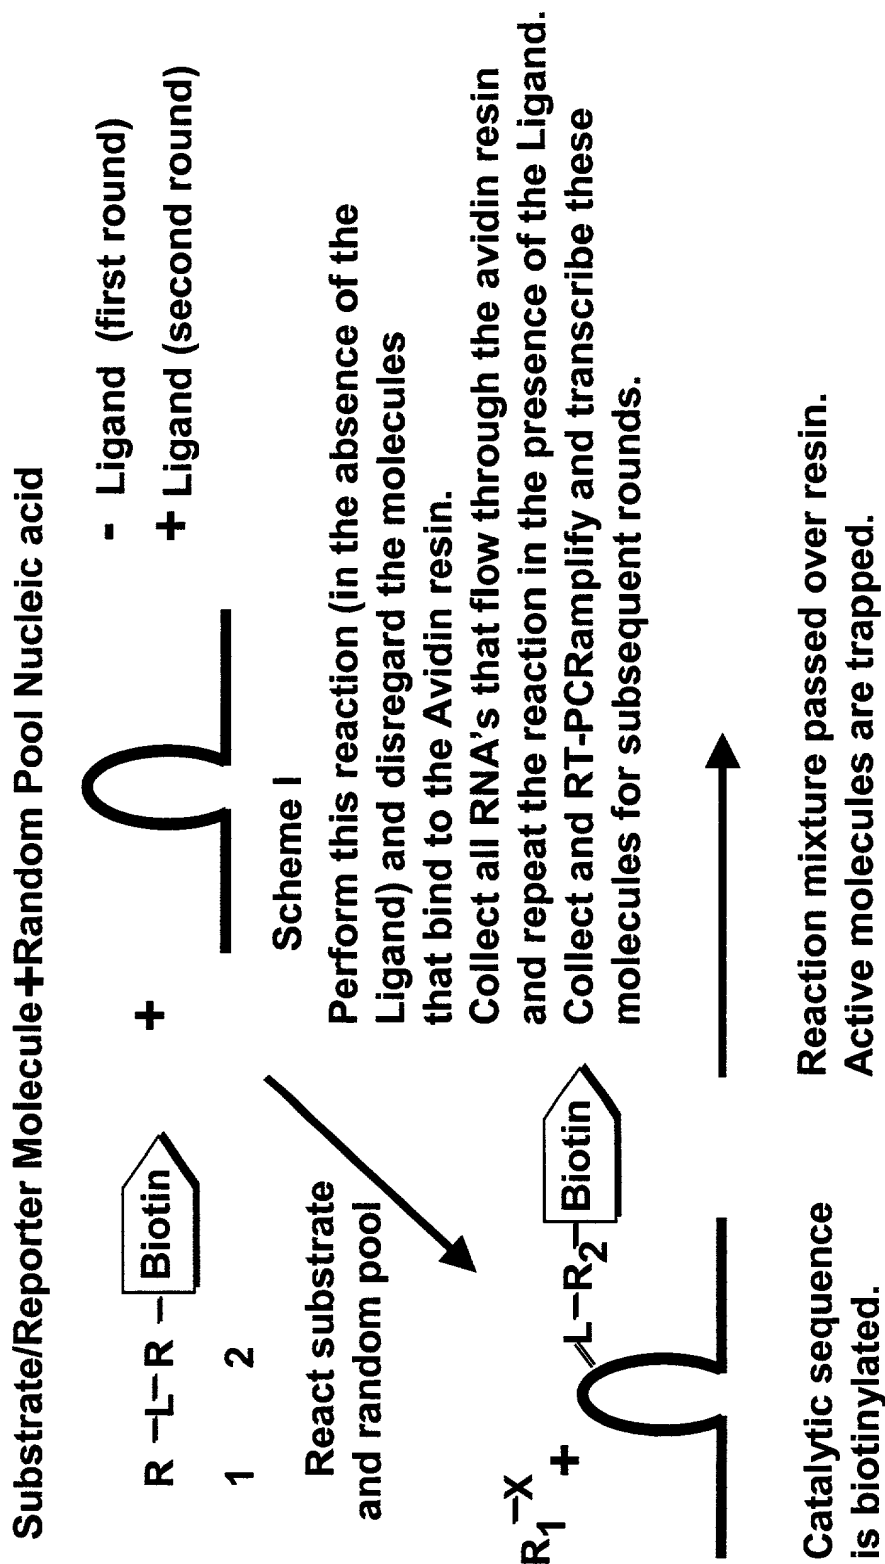 Substrate/Reporter Molecule+Random Pool Nucleic acid
R –L–R – Biotin
1 2
+
- Ligand (first round)
+ Ligand (second round)
React substrate
and random pool
Scheme I
Perform this reaction (in the absence of the
Ligand) and disregard the molecules
that bind to the Avidin resin.
Collect all RNA's that flow through the avidin resin
and repeat the reaction in the presence of the Ligand.
Collect and RT-PCRamplify and transcribe these
molecules for subsequent rounds.
R1–X
+
L–R2–Biotin
Catalytic sequence
is biotinylated.
Reaction mixture passed over resin.
Active molecules are trapped.